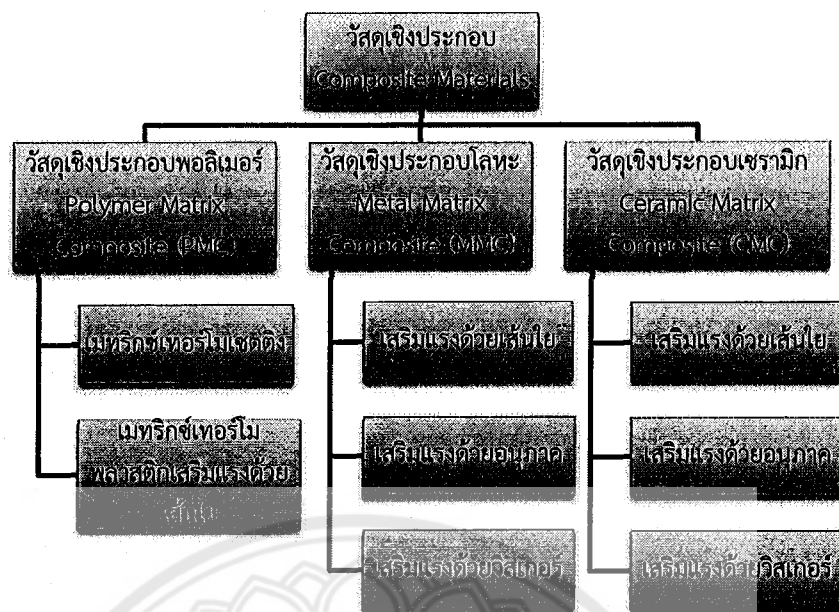 วัสดุเชิงประกอบ
Composite Materials
วัสดุเชิงประกอบพอลิเมอร์
Polymer Matrix
Composite (PMC)
เมทริกซ์เทอร์โมเซตติง
เมทริกซ์เทอร์โม
พลาสติกเสริมแรงด้วย
เส้นใย
วัสดุเชิงประกอบโลหะ
Metal Matrix
Composite (MMC)
เสริมแรงด้วยเส้นใย
เสริมแรงด้วยอนุภาค
เสริมแรงด้วยวิสเกอร์
วัสดุเชิงประกอบเซรามิก
Ceramic Matrix
Composite (CMC)
เสริมแรงด้วยเส้นใย
เสริมแรงด้วยอนุภาค
เสริมแรงด้วยวิสเกอร์